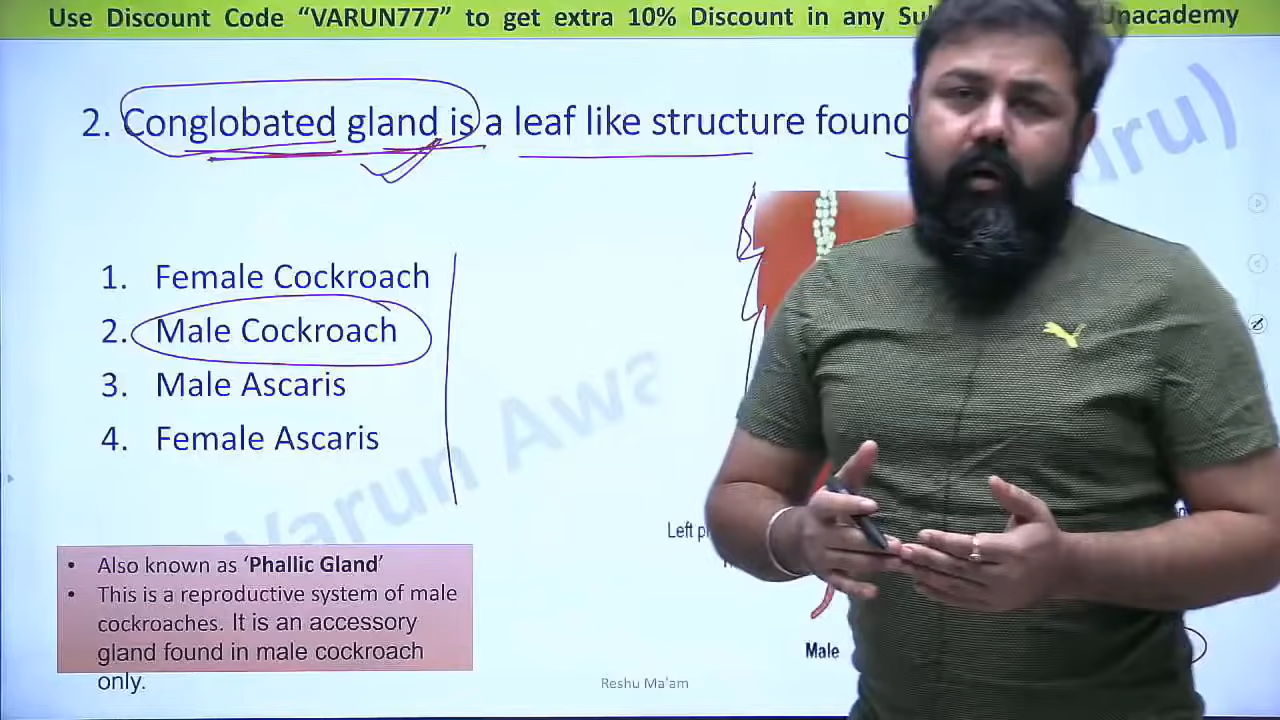 Use Discount Code “VARUN777” to get extra 10% Discount in any Unacademy
2. Conglobated gland is a leaf like structure found
1. Female Cockroach
2. Male Cockroach
3. Male Ascaris
4. Female Ascaris
Varun Awa
uru)
Left
• Also known as ‘Phallic Gland’
• This is a reproductive system of male
cockroaches. It is an accessory
gland found in male cockroach
only.
Male
Reshu Ma'am